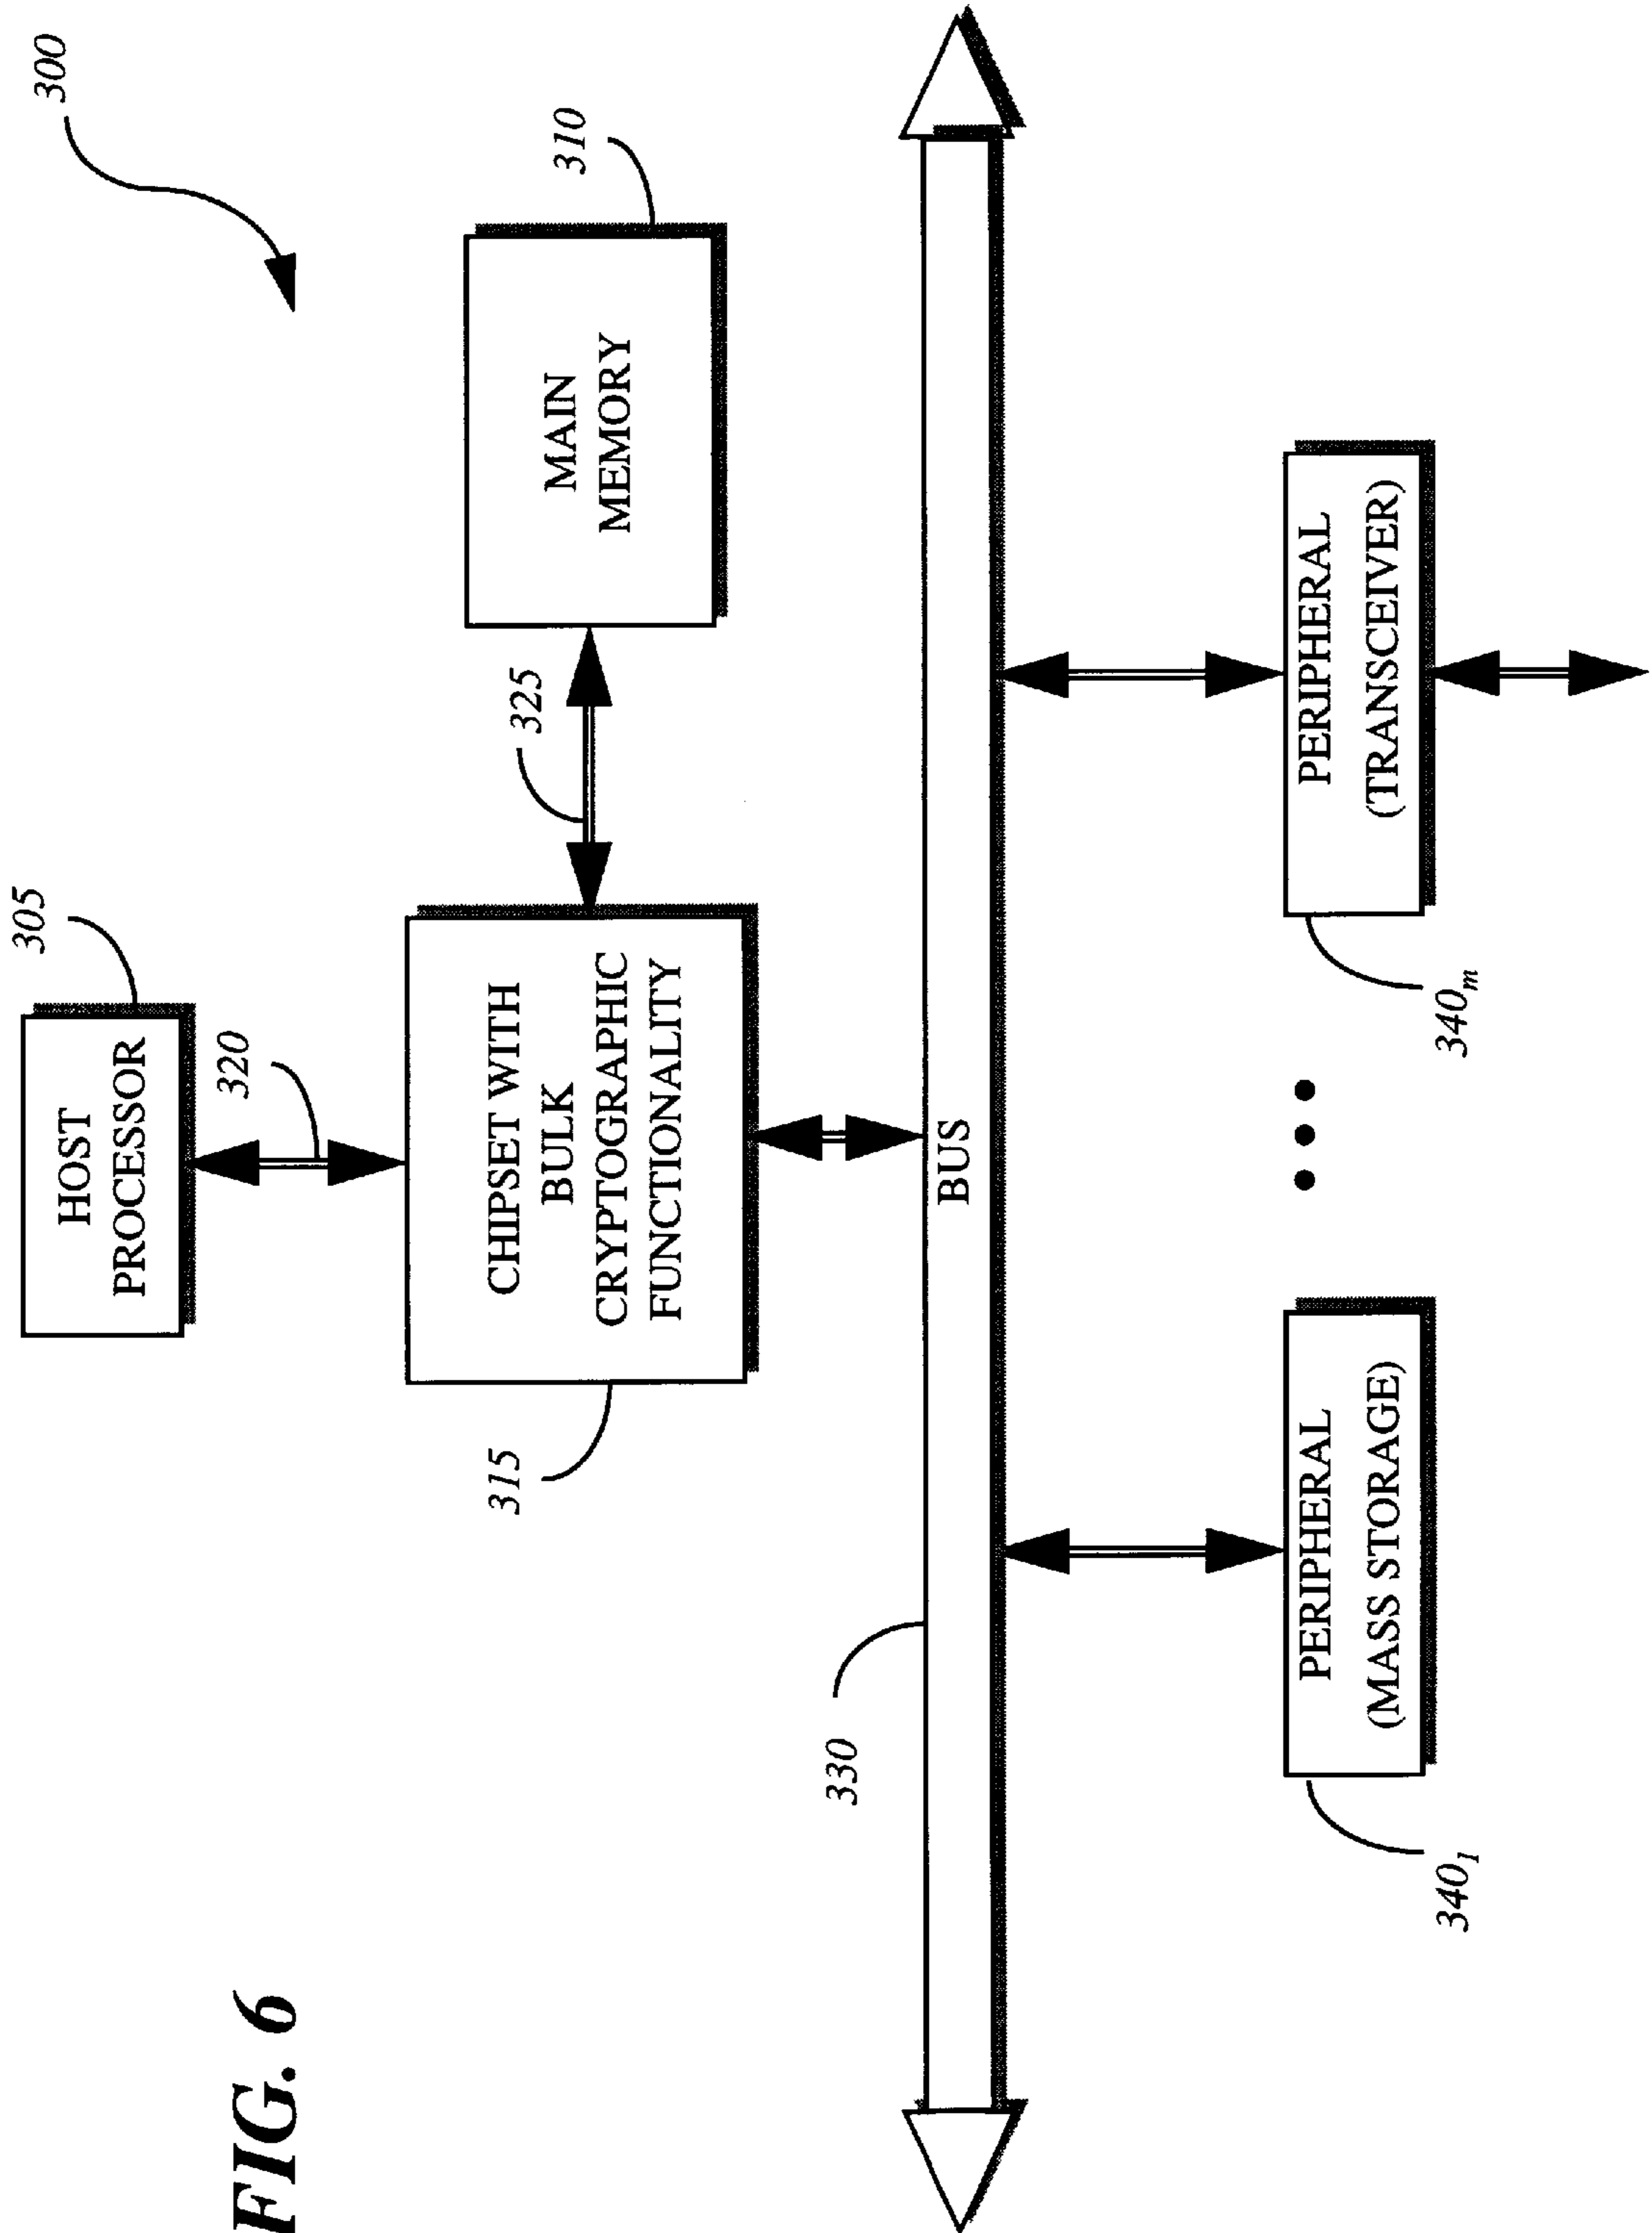 FIG. 6
300
305
HOST
PROCESSOR
320
315
CHIPSET WITH
BULK
CRYPTOGRAPHIC
FUNCTIONALITY
325
310
MAIN
MEMORY
330
BUS
340₁
PERIPHERAL
(MASS STORAGE)
• • •
340ₘ
PERIPHERAL
(TRANSCEIVER)